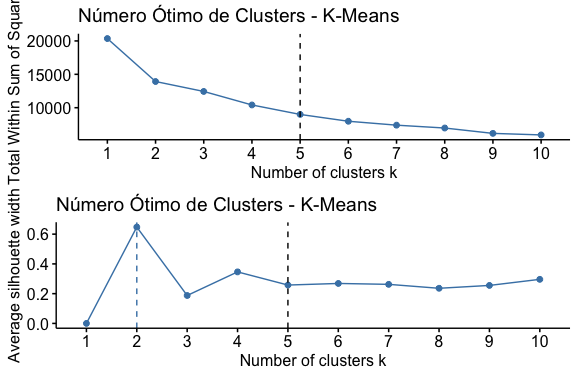 Número Ótimo de Clusters - K-Means
Total Within Sum of Squar
20000
15000
10000
1 2 3 4 5 6 7 8 9 10
Number of clusters k
Número Ótimo de Clusters - K-Means
Average silhouette width
0.6
0.4
0.2
0.0
1 2 3 4 5 6 7 8 9 10
Number of clusters k